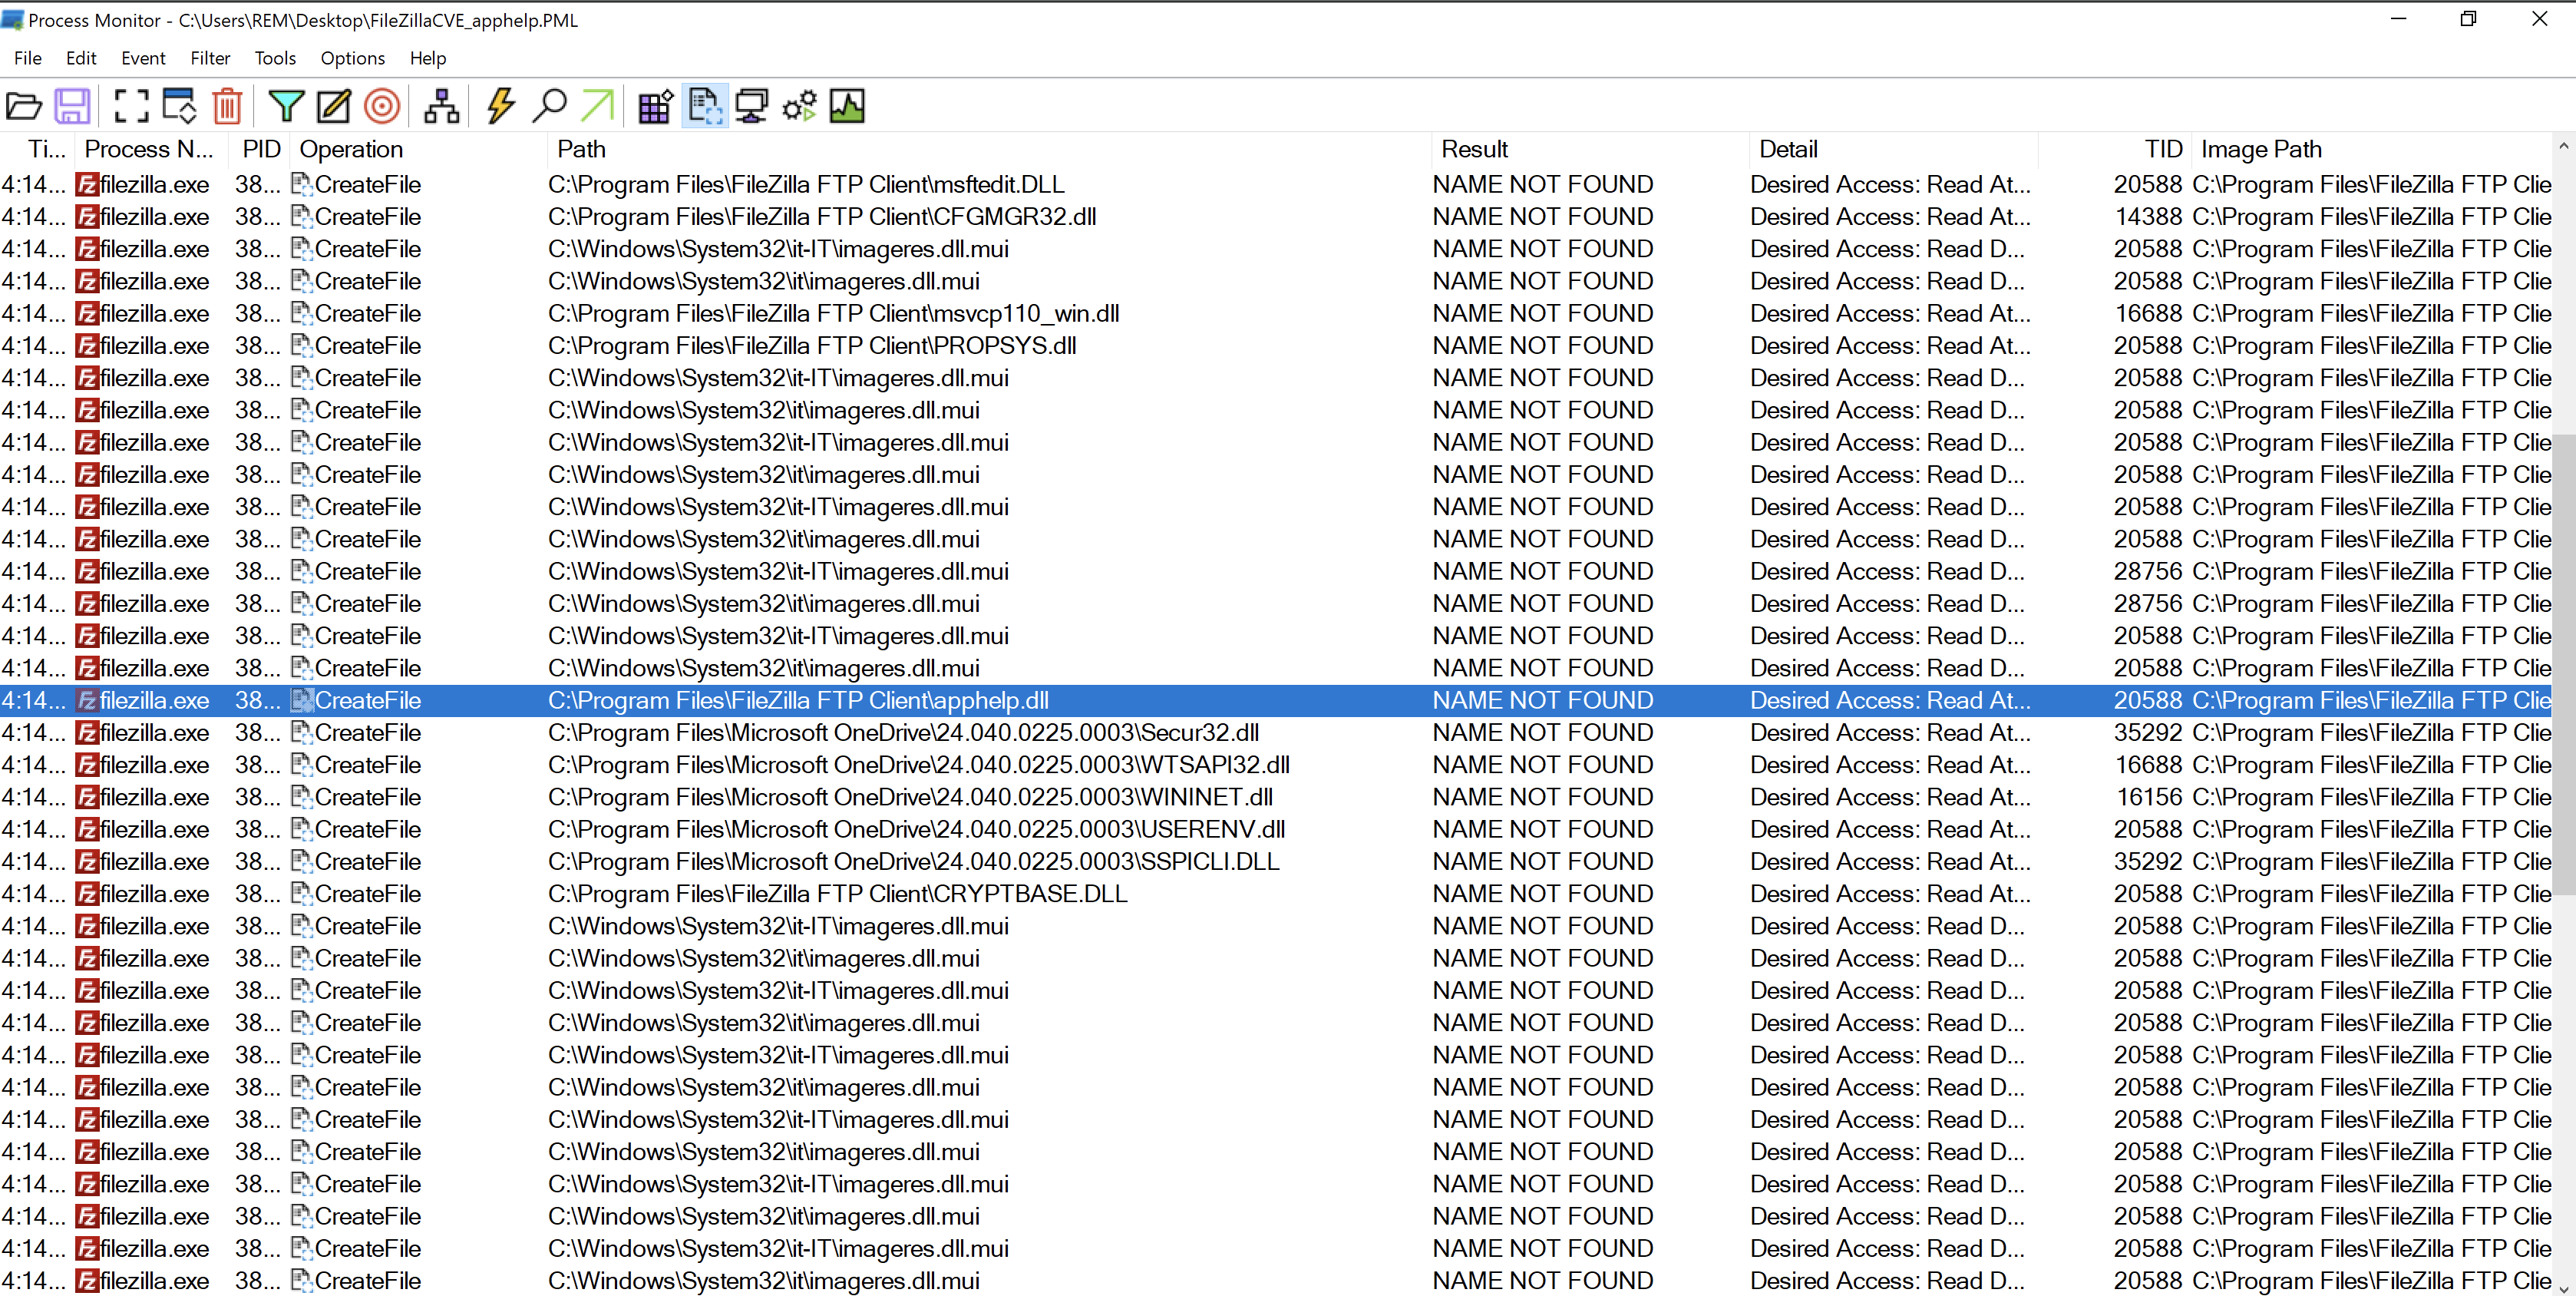 Process Monitor - C:\Users\REM\Desktop\FileZillaCVE_apphelp.PML
File Edit Event Filter Tools Options Help
Ti... Process N... PID Operation Path Result Detail TID Image Path
4:14... filezilla.exe 38... CreateFile C:\Program Files\FileZilla FTP Client\msftedit.DLL NAME NOT FOUND Desired Access: Read At... 20588 C:\Program Files\FileZilla FTP Clie
4:14... filezilla.exe 38... CreateFile C:\Program Files\FileZilla FTP Client\CFGMGR32.dll NAME NOT FOUND Desired Access: Read At... 14388 C:\Program Files\FileZilla FTP Clie
4:14... filezilla.exe 38... CreateFile C:\Windows\System32\it-IT\imageres.dll.mui NAME NOT FOUND Desired Access: Read D... 20588 C:\Program Files\FileZilla FTP Clie
4:14... filezilla.exe 38... CreateFile C:\Windows\System32\it\imageres.dll.mui NAME NOT FOUND Desired Access: Read D... 20588 C:\Program Files\FileZilla FTP Clie
4:14... filezilla.exe 38... CreateFile C:\Program Files\FileZilla FTP Client\msvcp110_win.dll NAME NOT FOUND Desired Access: Read At... 16688 C:\Program Files\FileZilla FTP Clie
4:14... filezilla.exe 38... CreateFile C:\Program Files\FileZilla FTP Client\PROPSYS.dll NAME NOT FOUND Desired Access: Read At... 20588 C:\Program Files\FileZilla FTP Clie
4:14... filezilla.exe 38... CreateFile C:\Windows\System32\it-IT\imageres.dll.mui NAME NOT FOUND Desired Access: Read D... 20588 C:\Program Files\FileZilla FTP Clie
4:14... filezilla.exe 38... CreateFile C:\Windows\System32\it\imageres.dll.mui NAME NOT FOUND Desired Access: Read D... 20588 C:\Program Files\FileZilla FTP Clie
4:14... filezilla.exe 38... CreateFile C:\Windows\System32\it-IT\imageres.dll.mui NAME NOT FOUND Desired Access: Read D... 20588 C:\Program Files\FileZilla FTP Clie
4:14... filezilla.exe 38... CreateFile C:\Windows\System32\it\imageres.dll.mui NAME NOT FOUND Desired Access: Read D... 20588 C:\Program Files\FileZilla FTP Clie
4:14... filezilla.exe 38... CreateFile C:\Windows\System32\it-IT\imageres.dll.mui NAME NOT FOUND Desired Access: Read D... 20588 C:\Program Files\FileZilla FTP Clie
4:14... filezilla.exe 38... CreateFile C:\Windows\System32\it\imageres.dll.mui NAME NOT FOUND Desired Access: Read D... 20588 C:\Program Files\FileZilla FTP Clie
4:14... filezilla.exe 38... CreateFile C:\Windows\System32\it-IT\imageres.dll.mui NAME NOT FOUND Desired Access: Read D... 28756 C:\Program Files\FileZilla FTP Clie
4:14... filezilla.exe 38... CreateFile C:\Windows\System32\it\imageres.dll.mui NAME NOT FOUND Desired Access: Read D... 28756 C:\Program Files\FileZilla FTP Clie
4:14... filezilla.exe 38... CreateFile C:\Windows\System32\it-IT\imageres.dll.mui NAME NOT FOUND Desired Access: Read D... 20588 C:\Program Files\FileZilla FTP Clie
4:14... filezilla.exe 38... CreateFile C:\Windows\System32\it\imageres.dll.mui NAME NOT FOUND Desired Access: Read D... 20588 C:\Program Files\FileZilla FTP Clie
4:14... filezilla.exe 38... CreateFile C:\Program Files\FileZilla FTP Client\apphelp.dll NAME NOT FOUND Desired Access: Read At... 20588 C:\Program Files\FileZilla FTP Clie
4:14... filezilla.exe 38... CreateFile C:\Program Files\Microsoft OneDrive\24.040.0225.0003\Secur32.dll NAME NOT FOUND Desired Access: Read At... 35292 C:\Program Files\FileZilla FTP Clie
4:14... filezilla.exe 38... CreateFile C:\Program Files\Microsoft OneDrive\24.040.0225.0003\WTSAPI32.dll NAME NOT FOUND Desired Access: Read At... 16688 C:\Program Files\FileZilla FTP Clie
4:14... filezilla.exe 38... CreateFile C:\Program Files\Microsoft OneDrive\24.040.0225.0003\WININET.dll NAME NOT FOUND Desired Access: Read At... 16156 C:\Program Files\FileZilla FTP Clie
4:14... filezilla.exe 38... CreateFile C:\Program Files\Microsoft OneDrive\24.040.0225.0003\USERENV.dll NAME NOT FOUND Desired Access: Read At... 20588 C:\Program Files\FileZilla FTP Clie
4:14... filezilla.exe 38... CreateFile C:\Program Files\Microsoft OneDrive\24.040.0225.0003\SSPICLI.DLL NAME NOT FOUND Desired Access: Read At... 35292 C:\Program Files\FileZilla FTP Clie
4:14... filezilla.exe 38... CreateFile C:\Program Files\FileZilla FTP Client\CRYPTBASE.DLL NAME NOT FOUND Desired Access: Read At... 20588 C:\Program Files\FileZilla FTP Clie
4:14... filezilla.exe 38... CreateFile C:\Windows\System32\it-IT\imageres.dll.mui NAME NOT FOUND Desired Access: Read D... 20588 C:\Program Files\FileZilla FTP Clie
4:14... filezilla.exe 38... CreateFile C:\Windows\System32\it\imageres.dll.mui NAME NOT FOUND Desired Access: Read D... 20588 C:\Program Files\FileZilla FTP Clie
4:14... filezilla.exe 38... CreateFile C:\Windows\System32\it-IT\imageres.dll.mui NAME NOT FOUND Desired Access: Read D... 20588 C:\Program Files\FileZilla FTP Clie
4:14... filezilla.exe 38... CreateFile C:\Windows\System32\it\imageres.dll.mui NAME NOT FOUND Desired Access: Read D... 20588 C:\Program Files\FileZilla FTP Clie
4:14... filezilla.exe 38... CreateFile C:\Windows\System32\it-IT\imageres.dll.mui NAME NOT FOUND Desired Access: Read D... 20588 C:\Program Files\FileZilla FTP Clie
4:14... filezilla.exe 38... CreateFile C:\Windows\System32\it\imageres.dll.mui NAME NOT FOUND Desired Access: Read D... 20588 C:\Program Files\FileZilla FTP Clie
4:14... filezilla.exe 38... CreateFile C:\Windows\System32\it-IT\imageres.dll.mui NAME NOT FOUND Desired Access: Read D... 20588 C:\Program Files\FileZilla FTP Clie
4:14... filezilla.exe 38... CreateFile C:\Windows\System32\it\imageres.dll.mui NAME NOT FOUND Desired Access: Read D... 20588 C:\Program Files\FileZilla FTP Clie
4:14... filezilla.exe 38... CreateFile C:\Windows\System32\it-IT\imageres.dll.mui NAME NOT FOUND Desired Access: Read D... 20588 C:\Program Files\FileZilla FTP Clie
4:14... filezilla.exe 38... CreateFile C:\Windows\System32\it\imageres.dll.mui NAME NOT FOUND Desired Access: Read D... 20588 C:\Program Files\FileZilla FTP Clie
4:14... filezilla.exe 38... CreateFile C:\Windows\System32\it-IT\imageres.dll.mui NAME NOT FOUND Desired Access: Read D... 20588 C:\Program Files\FileZilla FTP Clie
4:14... filezilla.exe 38... CreateFile C:\Windows\System32\it\imageres.dll.mui NAME NOT FOUND Desired Access: Read D... 20588 C:\Program Files\FileZilla FTP Clie